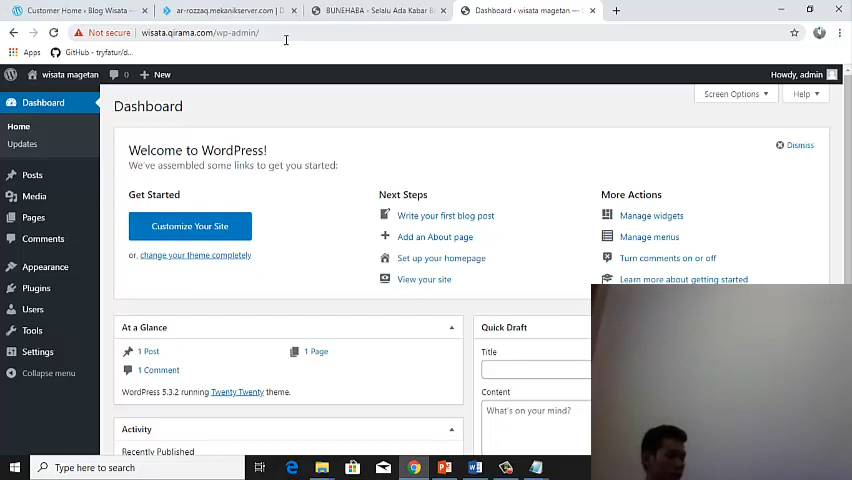 Customer Home ‹ Blog Wisata —
ar-rozzaq.mekanikserver.com | D
BUNEHABA - Selalu Ada Kabar B
Dashboard ‹ wisata magetan —
Not secure
wisata.qirama.com/wp-admin/
Apps
GitHub - tryfatur/d...
wisata magetan
0
New
Howdy, admin
Dashboard
Home
Updates
Posts
Media
Pages
Comments
Appearance
Plugins
Users
Tools
Settings
Collapse menu
Screen Options
Help
Dashboard
Welcome to WordPress!
We've assembled some links to get you started:
Dismiss
Get Started
Customize Your Site
or, change your theme completely
Next Steps
Write your first blog post
Add an About page
Set up your homepage
View your site
More Actions
Manage widgets
Manage menus
Turn comments on or off
Learn more about getting started
At a Glance
1 Post
1 Page
1 Comment
WordPress 5.3.2 running Twenty Twenty theme.
Activity
Recently Published
Quick Draft
Title
Content
What's on your mind?
Type here to search